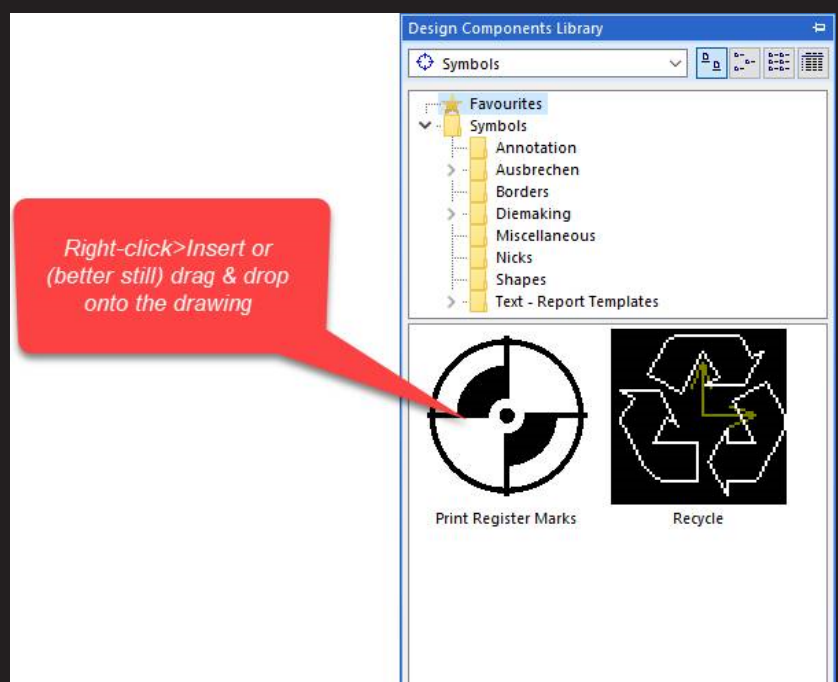 Design Components Library
Symbols
Favourites
Symbols
Annotation
Ausbrechen
Borders
Diemaking
Miscellaneous
Nicks
Shapes
Text - Report Templates
Right-click>Insert or
(better still) drag & drop
onto the drawing
Print Register Marks
Recycle